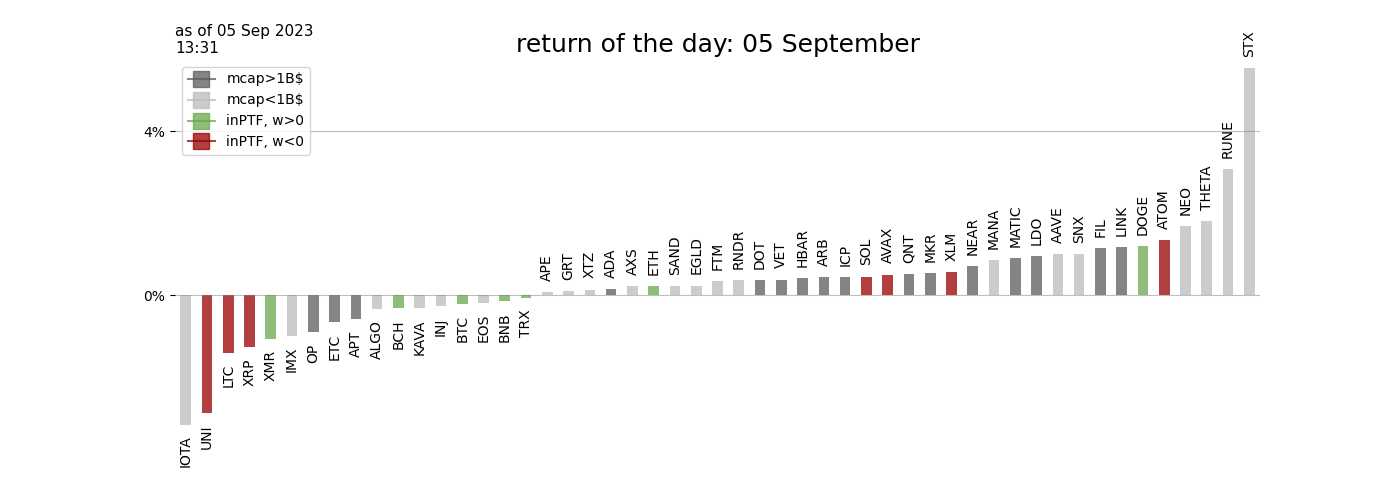 as of 05 Sep 2023
13:31
return of the day: 05 September
mcap>1B$
mcap<1B$
inPTF, w>0
inPTF, w<0
4%
0%
IOTA
UNI
LTC
XRP
XMR
IMX
OP
ETC
APT
ALGO
BCH
KAVA
INJ
BTC
EOS
BNB
TRX
APE
GRT
XTZ
ADA
AXS
ETH
SAND
EGLD
FTM
RNDR
DOT
VET
HBAR
ARB
ICP
SOL
AVAX
QNT
MKR
XLM
NEAR
MANA
MATIC
LDO
AAVE
SNX
FIL
LINK
DOGE
ATOM
NEO
THETA
RUNE
STX